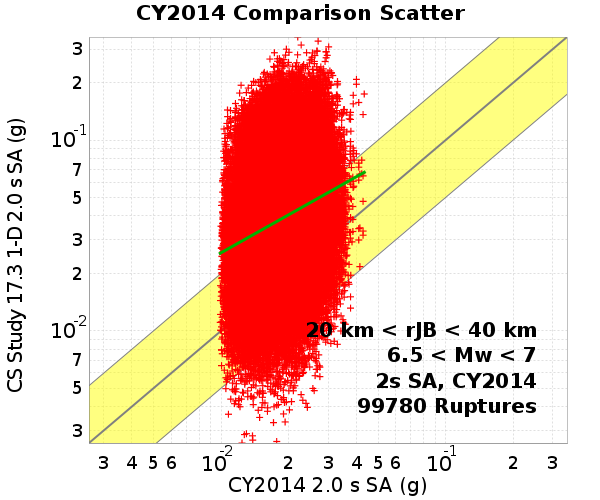 CY2014 Comparison Scatter
CS Study 17.3 1-D 2.0 s SA (g)
3
2
10-1
7
5
3
2
10-2
7
5
3
20 km < rJB < 40 km
6.5 < Mw < 7
2s SA, CY2014
99780 Ruptures
3 4 5 6 10-2 2 3 4 5 6 10-1 2 3
CY2014 2.0 s SA (g)